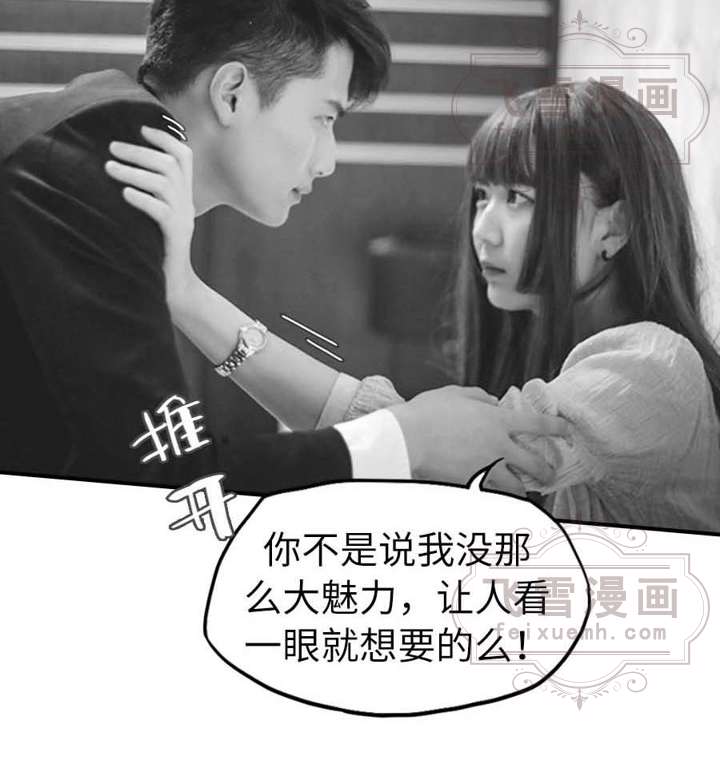 飞雪漫画
推
开
你不是说我没那
么大魅力，让人看
一眼就想要的么！
飞雪漫画
feixuemh.com